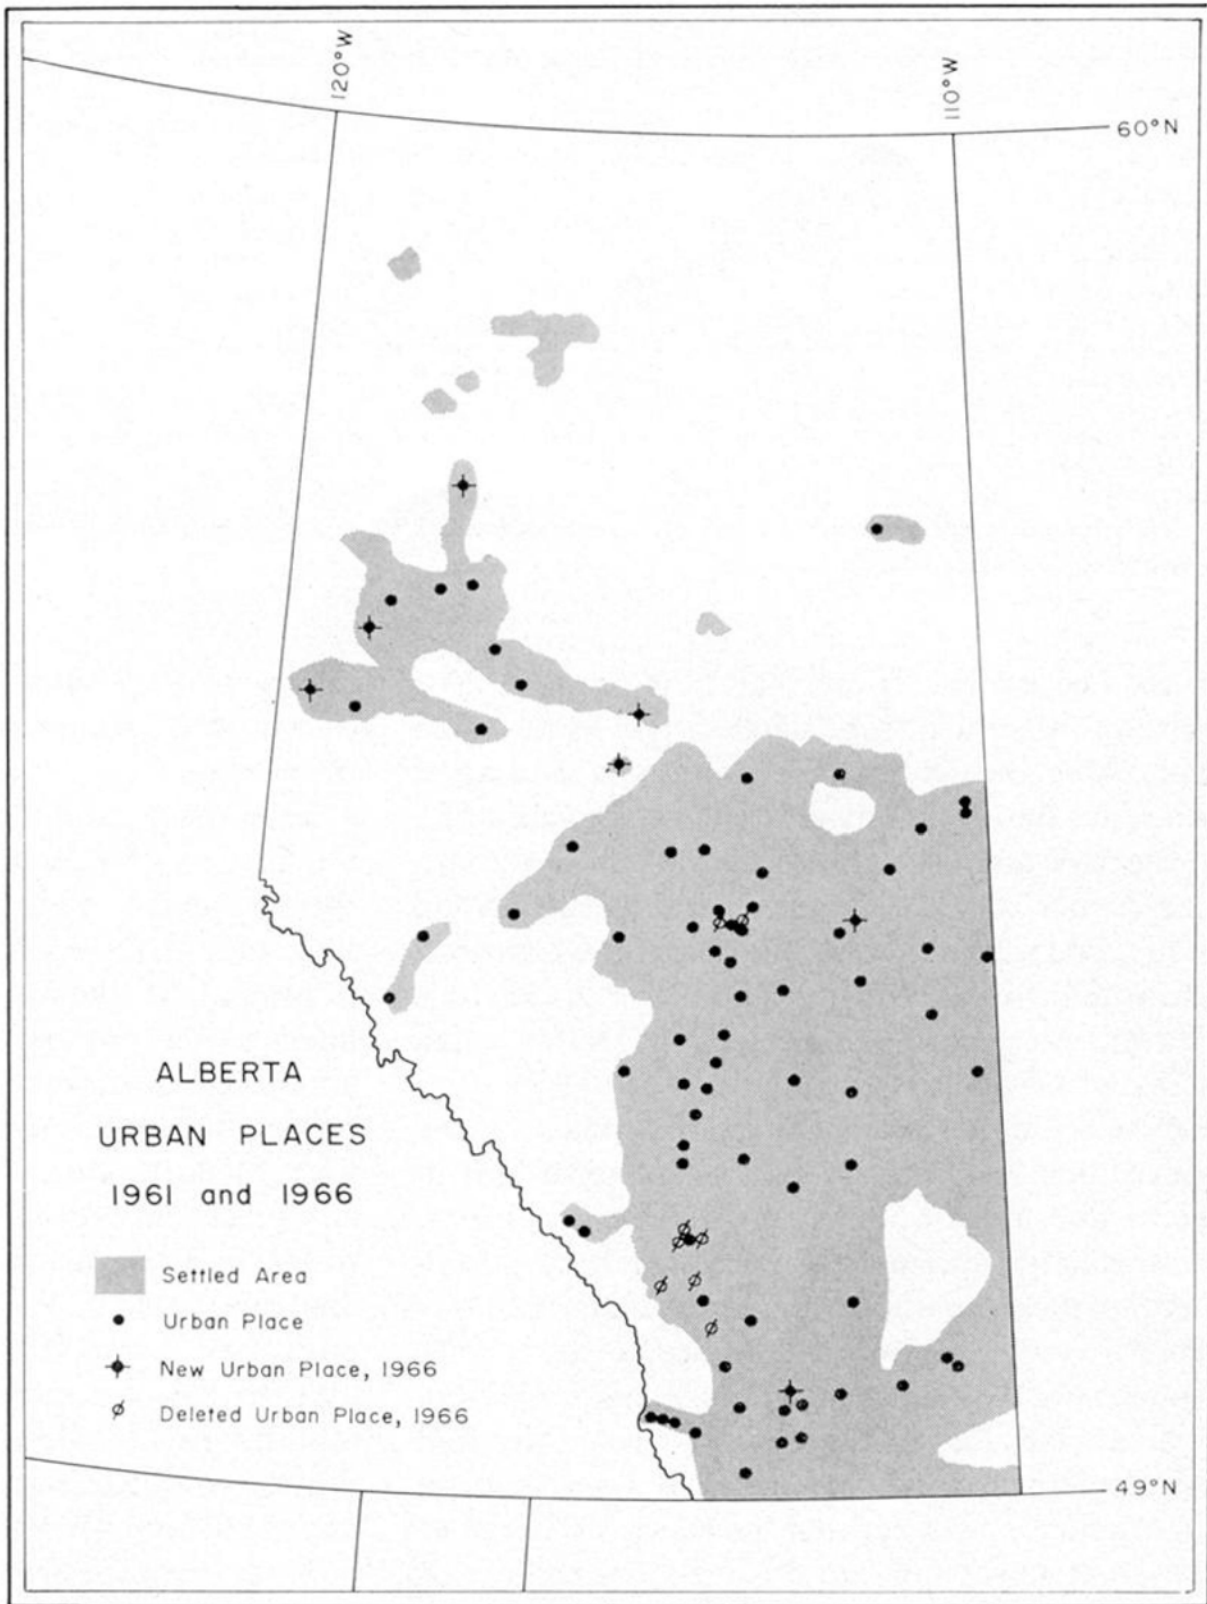 120°W
110°W
60°N
ALBERTA
URBAN PLACES
1961 and 1966
Settled Area
Urban Place
New Urban Place, 1966
Deleted Urban Place, 1966
49°N